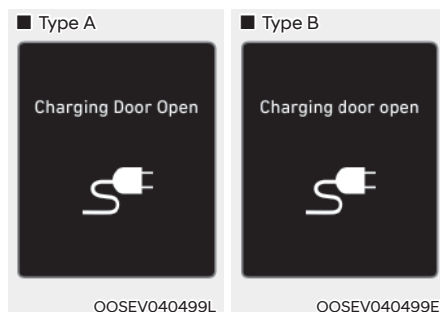 ■ Type A
Charging Door Open
OOSEV040499L
■ Type B
Charging door open
OOSEV040499E